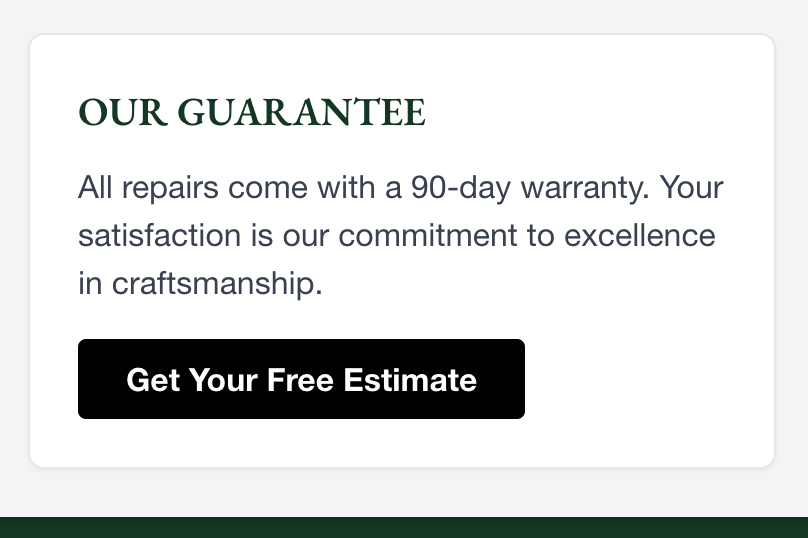 OUR GUARANTEE
All repairs come with a 90-day warranty. Your
satisfaction is our commitment to excellence
in craftsmanship.
Get Your Free Estimate